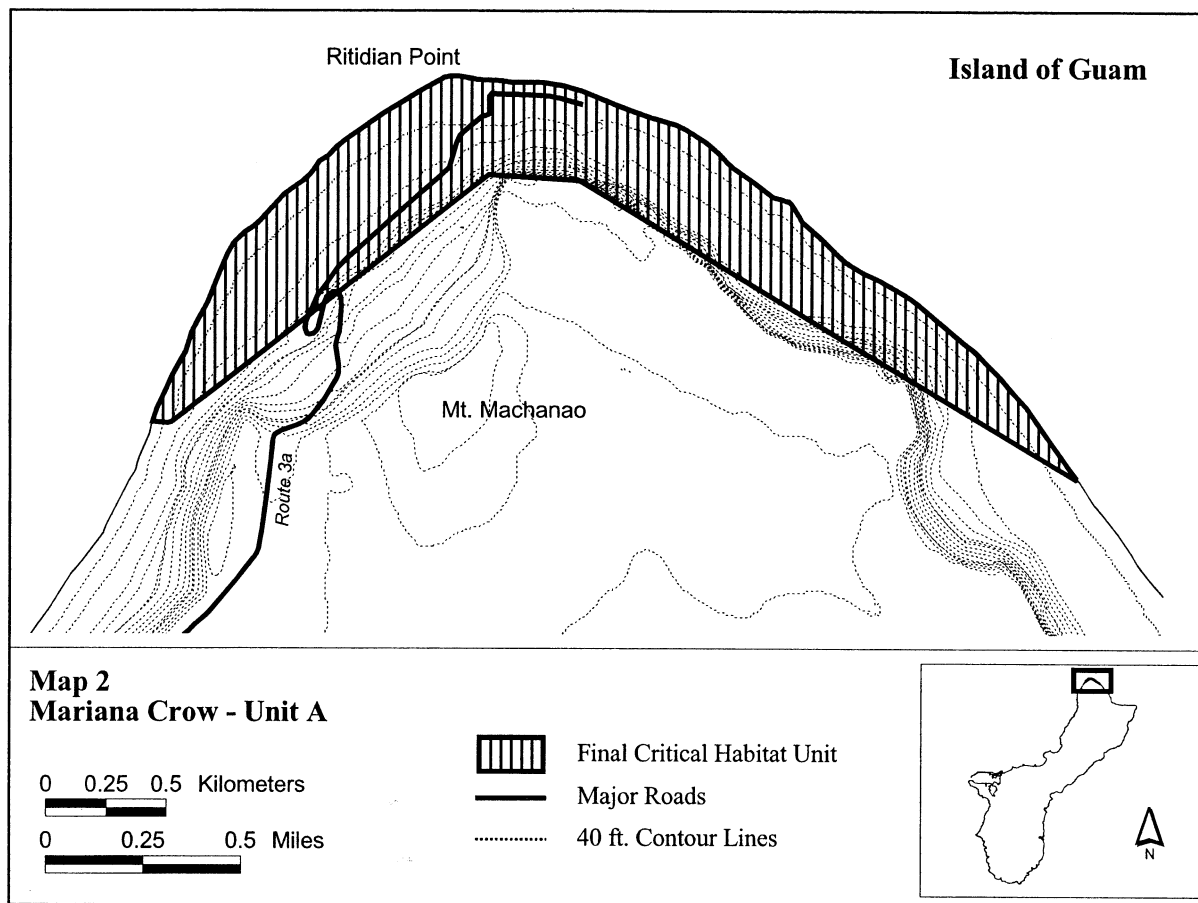 Ritidian Point
Island of Guam
Mt. Machanao
Route 3a
Map 2
Mariana Crow - Unit A
0 0.25 0.5 Kilometers
0 0.25 0.5 Miles
Final Critical Habitat Unit
Major Roads
40 ft. Contour Lines
N